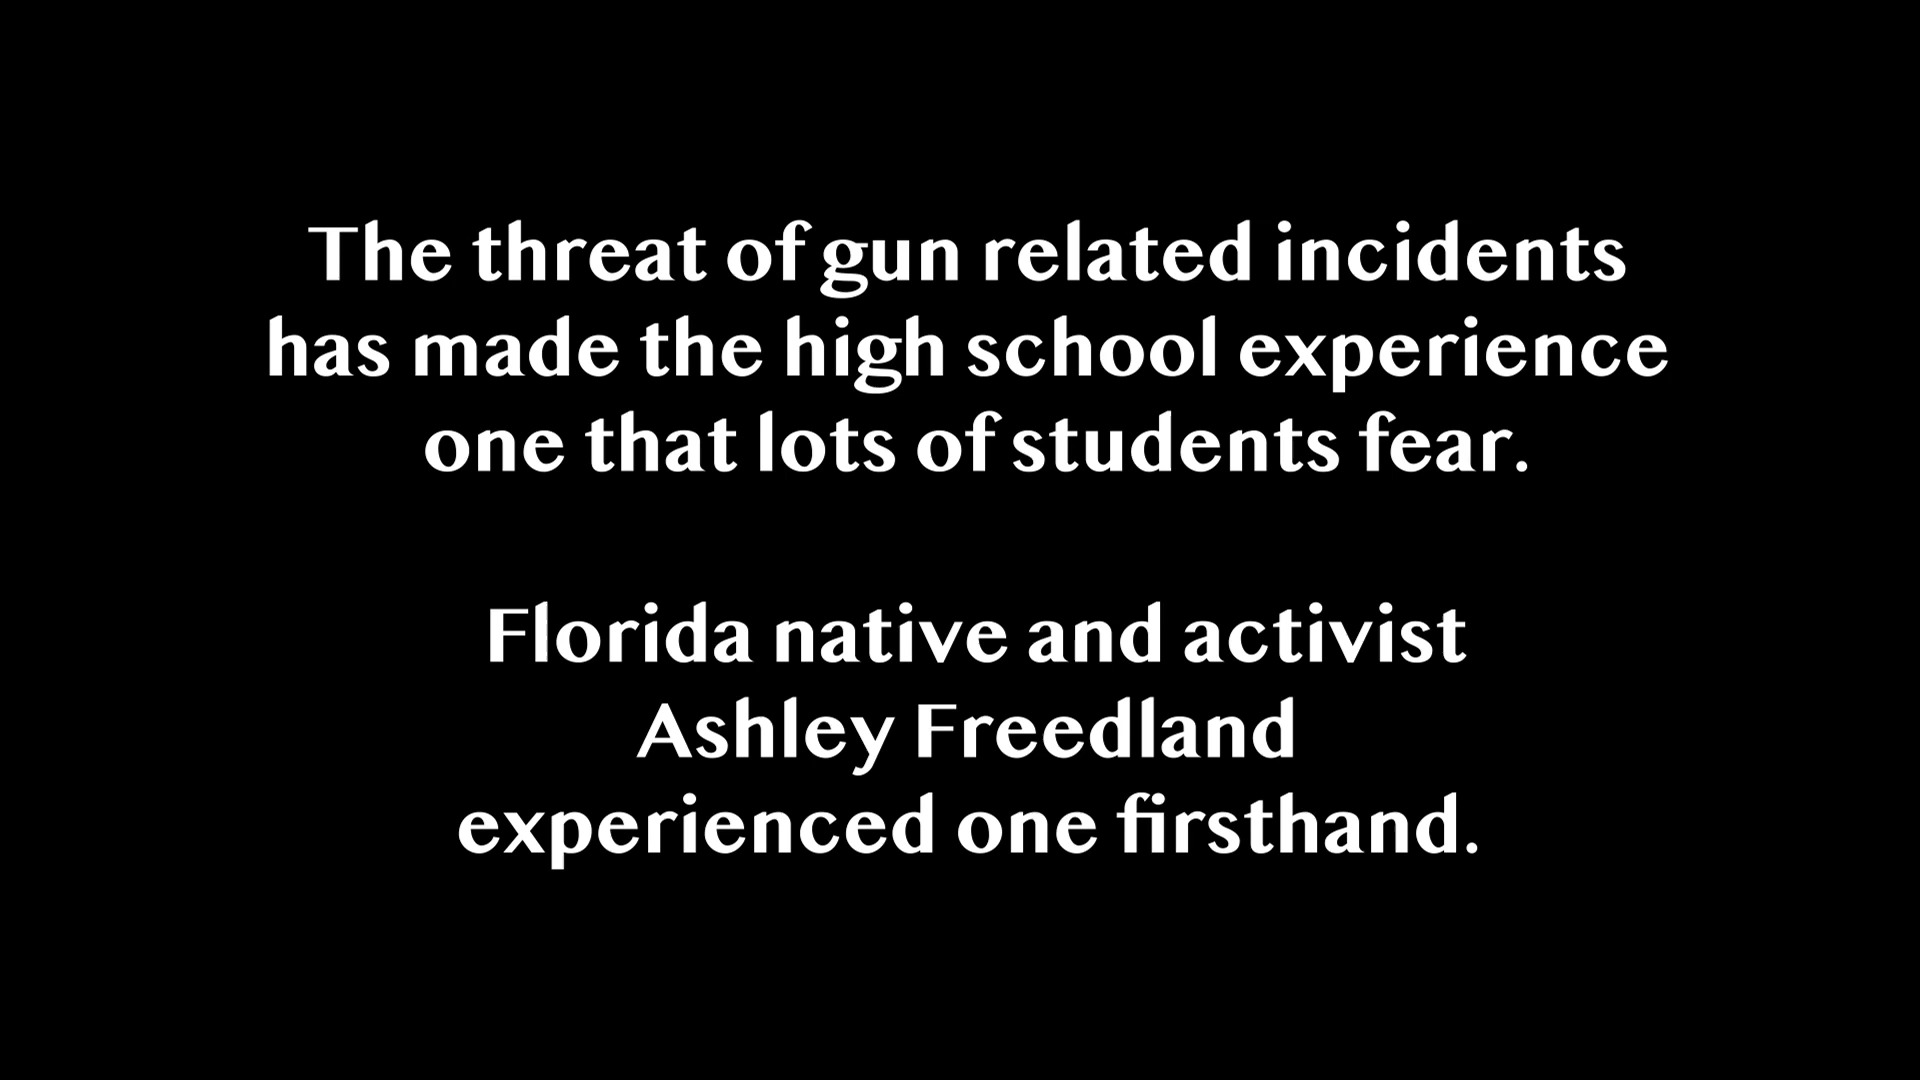 The threat of gun related incidents
has made the high school experience
one that lots of students fear.
Florida native and activist
Ashley Freedland
experienced one firsthand.